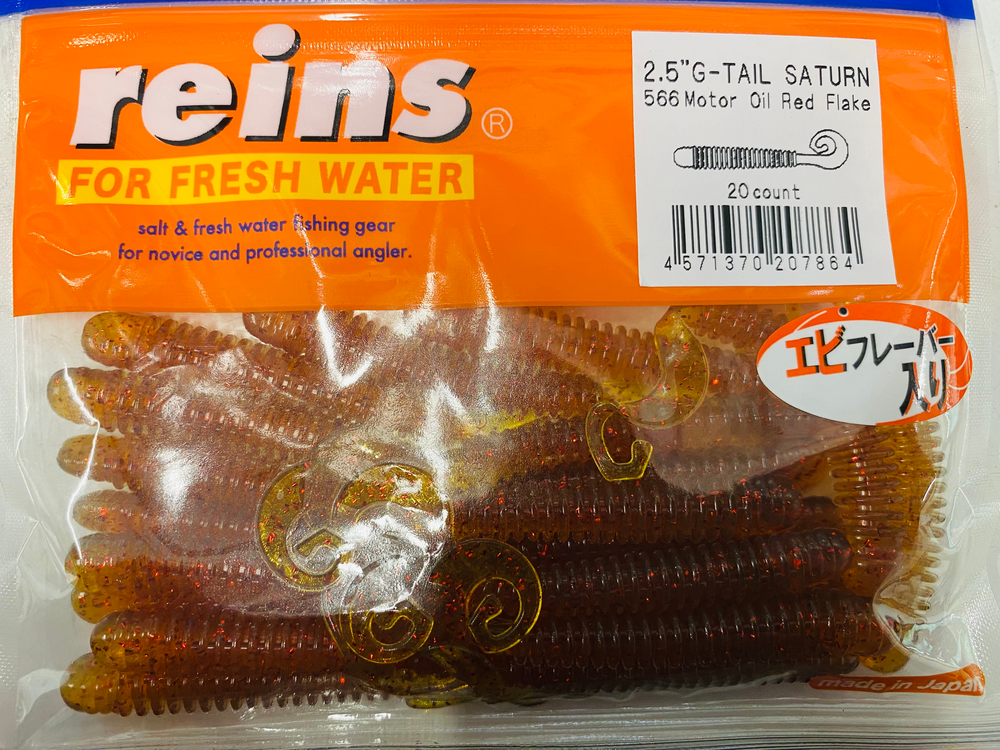 reins®
FOR FRESH WATER
salt & fresh water fishing gear
for novice and professional angler.
2.5"G-TAIL SATURN
566 Motor Oil Red Flake
20count
4 571370 207864
エビフレーバー
入り
made in Japan